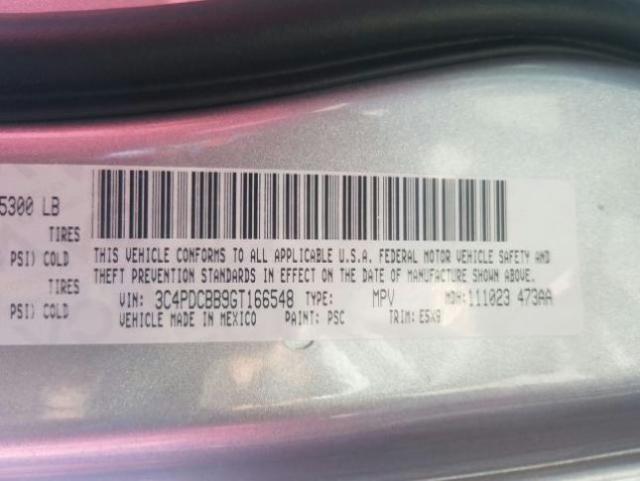 5300 LB
TIRES
PSI) COLD
TIRES
PSI) COLD
THIS VEHICLE CONFORMS TO ALL APPLICABLE U.S.A. FEDERAL MOTOR VEHICLE SAFETY AND
THEFT PREVENTION STANDARDS IN EFFECT ON THE DATE OF MANUFACTURE SHOWN ABOVE.
VIN: 3C4PDCBB9GT166548 TYPE: MPV MDH:111023 473AA
VEHICLE MADE IN MEXICO PAINT: PSC TRIM: E5X9